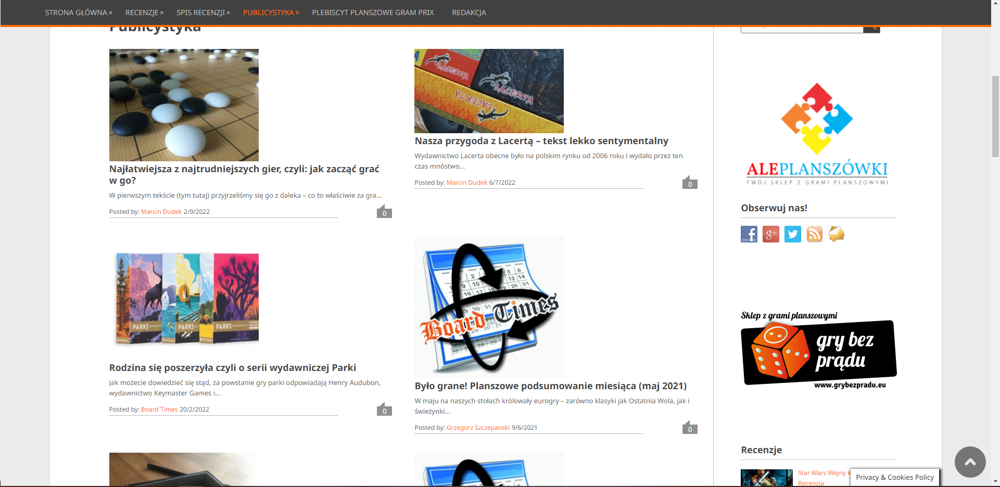 STRONA GŁÓWNA »
RECENZJE »
SPIS RECENZJI »
PUBLICYSTYKA »
PLEBISCYT PLANSZOWE GRAM PRIX
REDAKCJA
Publicystyka
LACERTA
LACERTA
LACERTA
Najłatwiejsza z najtrudniejszych gier, czyli: jak zacząć grać
w go?
W pierwszym tekście (tym tutaj) przyjrzeliśmy się go z daleka – co to właściwie za gra...
Posted by: Marcin Dudek 2/9/2022
0
Nasza przygoda z Lacertą – tekst lekko sentymentalny
Wydawnictwo Lacerta obecne było na polskim rynku od 2006 roku i wydało przez ten
czas mnóstwo...
Posted by: Marcin Dudek 6/7/2022
0
PARKS
PARKS
PARKS
Rodzina się poszerzyła czyli o serii wydawniczej Parki
Jak możecie dowiedzieć się stąd, za powstanie gry parki odpowiadają Henry Audubon,
wydawnictwo Keymaster Games i...
Posted by: Board Times 20/2/2022
0
Board Times
Było grane! Planszowe podsumowanie miesiąca (maj 2021)
W maju na naszych stołach królowały eurogry – zarówno klasyki jak Ostatnia Wola, jak i
świeżynki...
Posted by: Grzegorz Szczepanski 9/6/2021
0
ALEPLANSZÓWKI
TWÓJ SKLEP Z GRAMI PLANSZOWYMI
Obserwuj nas!
Sklep z grami planszowymi
gry bez
prądu
www.grybezpradu.eu
Recenzje
Star Wars Wojny k
Recenzja
Privacy & Cookies Policy